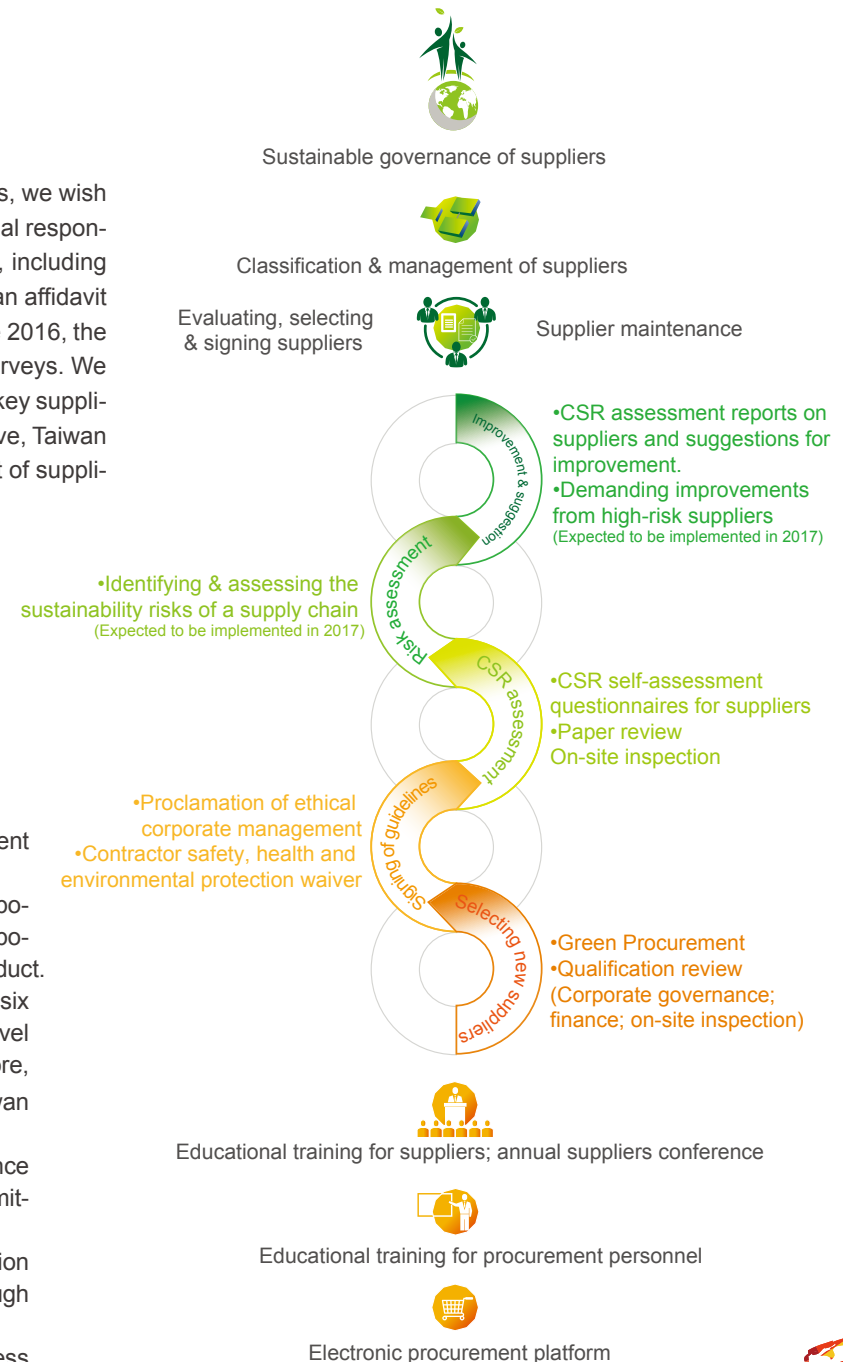 s, we wish
al respon-
, including
an affidavit
2016, the
rveys. We
key suppli-
ve, Taiwan
t of suppli-
ent
po-
po-
duct.
six
vel
re,
van
nce
mit-
ion
ugh
ess
Sustainable governance of suppliers
Classification & management of suppliers
Evaluating, selecting
& signing suppliers
Supplier maintenance
Improvement & suggestion
•CSR assessment reports on
suppliers and suggestions for
improvement.
•Demanding improvements
from high-risk suppliers
(Expected to be implemented in 2017)
Risk assessment
•Identifying & assessing the
sustainability risks of a supply chain
(Expected to be implemented in 2017)
CSR assessment
•CSR self-assessment
questionnaires for suppliers
•Paper review
On-site inspection
Signing of guidelines
•Proclamation of ethical
corporate management
•Contractor safety, health and
environmental protection waiver
Selecting new suppliers
•Green Procurement
•Qualification review
(Corporate governance;
finance; on-site inspection)
Educational training for suppliers; annual suppliers conference
Educational training for procurement personnel
Electronic procurement platform